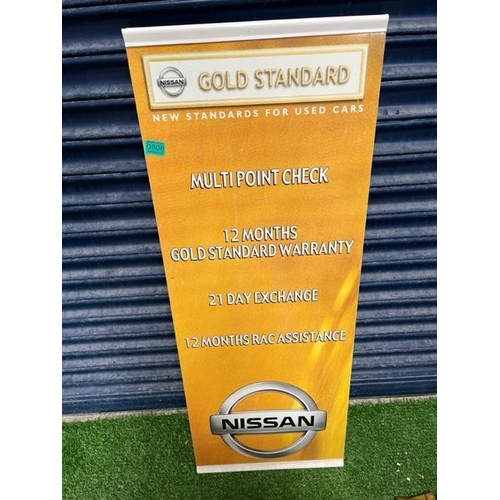 NISSAN
GOLD STANDARD
NEW STANDARDS FOR USED CARS
0808
MULTI POINT CHECK
12 MONTHS
GOLD STANDARD WARRANTY
21 DAY EXCHANGE
12 MONTHS RAC ASSISTANCE
NISSAN